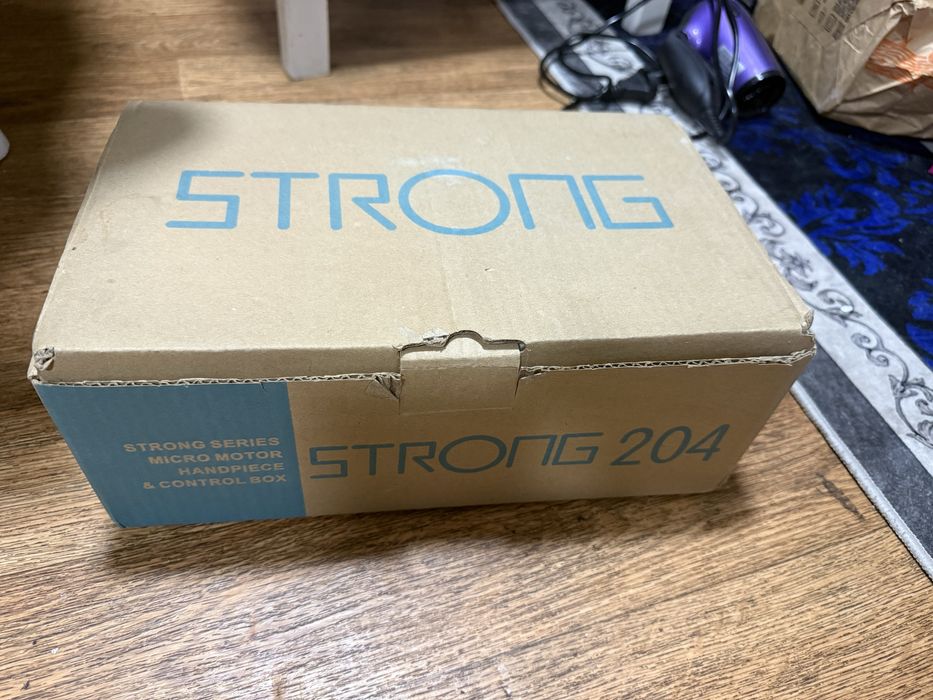 STRONG
STRONG SERIES
MICRO MOTOR
HANDPIECE
& CONTROL BOX
STRONG 204